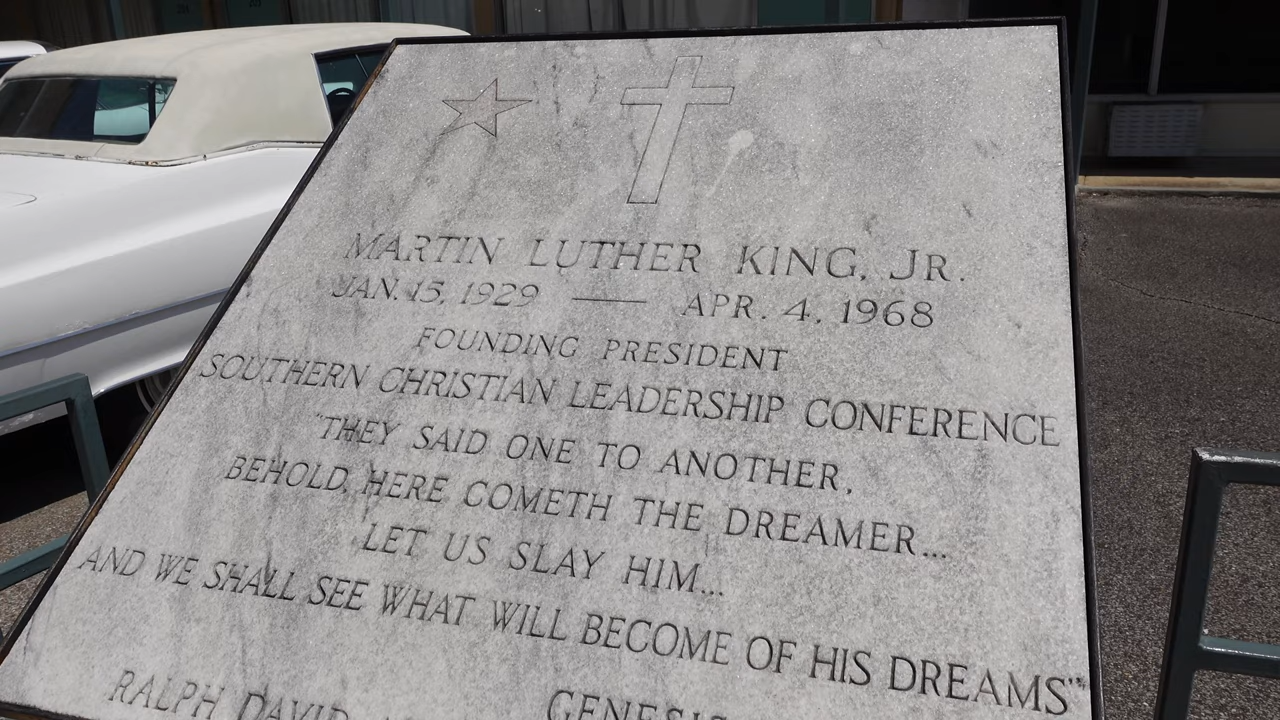 MARTIN LUTHER KING, JR.
JAN. 15, 1929 — APR. 4, 1968
FOUNDING PRESIDENT
SOUTHERN CHRISTIAN LEADERSHIP CONFERENCE
"THEY SAID ONE TO ANOTHER,
BEHOLD, HERE COMETH THE DREAMER...
LET US SLAY HIM...
AND WE SHALL SEE WHAT WILL BECOME OF HIS DREAMS"
RALPH DAVID GENESIS